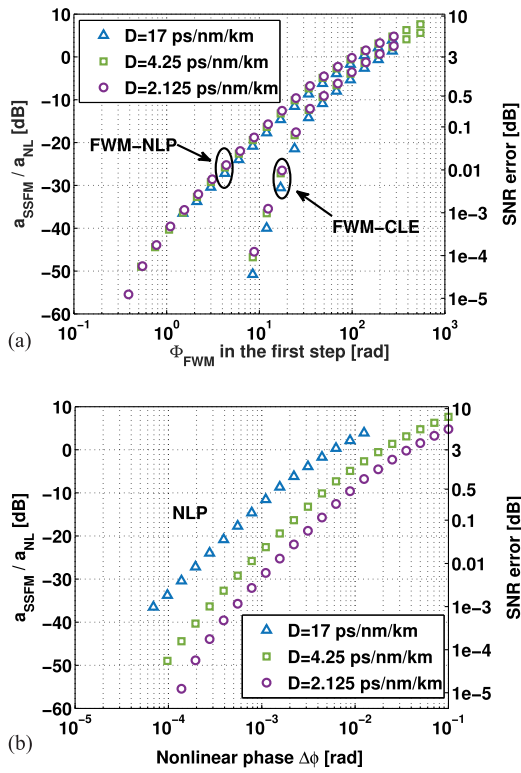 10
0
−10
−20
−30
−40
−50
−60
a_SSFM / a_NL [dB]
D=17 ps/nm/km
D=4.25 ps/nm/km
D=2.125 ps/nm/km
FWM−NLP
FWM−CLE
10
3
0.5
0.1
0.01
1e−3
1e−4
1e−5
SNR error [dB]
10^−1
10^0
10^1
10^2
10^3
(a)
Φ_FWM in the first step [rad]
10
0
−10
−20
−30
−40
−50
−60
a_SSFM / a_NL [dB]
NLP
D=17 ps/nm/km
D=4.25 ps/nm/km
D=2.125 ps/nm/km
10
3
0.5
0.1
0.01
1e−3
1e−4
1e−5
SNR error [dB]
10^−5
10^−4
10^−3
10^−2
10^−1
(b)
Nonlinear phase Δϕ [rad]